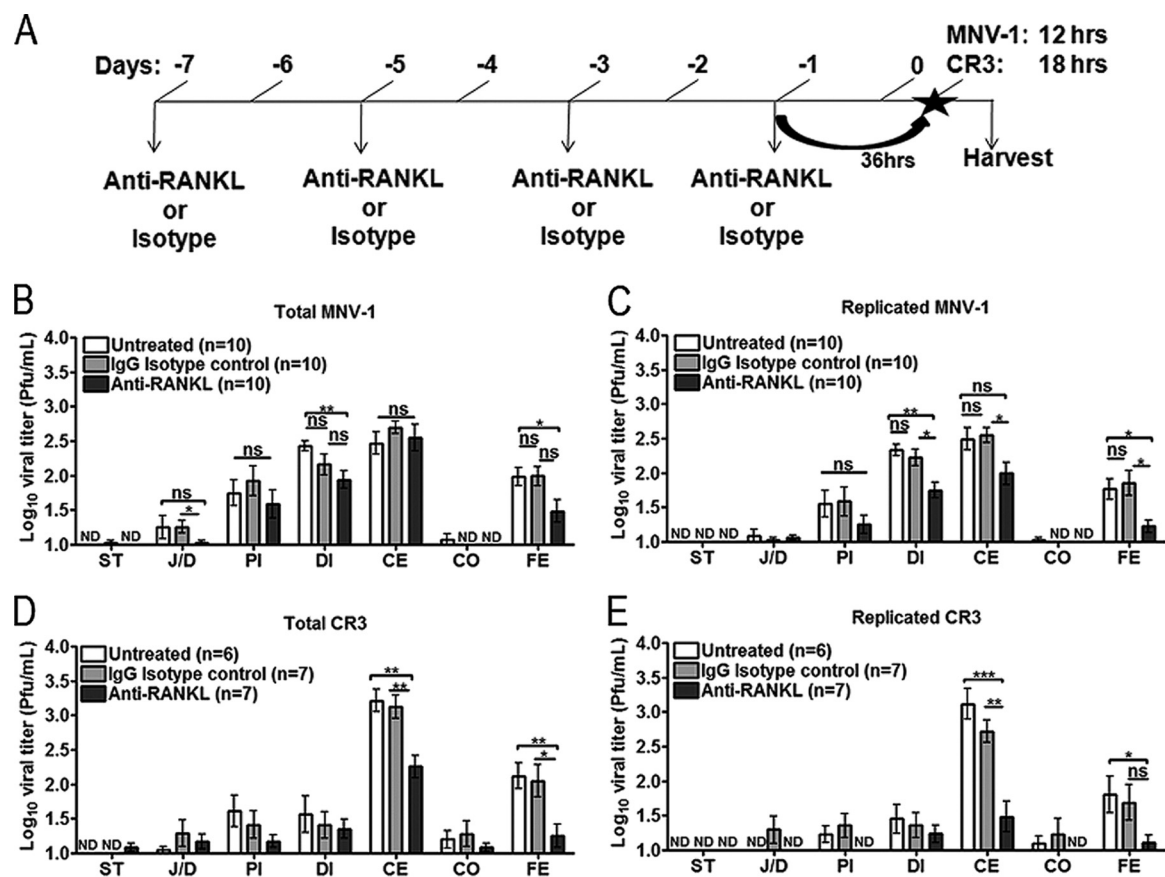 A
MNV-1: 12 hrs
Days: -7 -6 -5 -4 -3 -2 -1 0 CR3: 18 hrs
36hrs
Harvest
Anti-RANKL or Isotype
Anti-RANKL or Isotype
Anti-RANKL or Isotype
Anti-RANKL or Isotype
B
Total MNV-1
Log10 viral titer (Pfu/mL)
4.0
3.5
3.0
2.5
2.0
1.5
1.0
Untreated (n=10)
IgG Isotype control (n=10)
Anti-RANKL (n=10)
ND ND ns * ns ** ns ns ns ND ND * ns ns
ST J/D PI DI CE CO FE
C
Replicated MNV-1
Log10 viral titer (Pfu/mL)
4.0
3.5
3.0
2.5
2.0
1.5
1.0
Untreated (n=10)
IgG Isotype control (n=10)
Anti-RANKL (n=10)
ND ND ND ns ** ns * ns ns * ND ND * ns *
ST J/D PI DI CE CO FE
D
Total CR3
Log10 viral titer (Pfu/mL)
4.0
3.5
3.0
2.5
2.0
1.5
1.0
Untreated (n=6)
IgG Isotype control (n=7)
Anti-RANKL (n=7)
ND ND ** ** ** *
ST J/D PI DI CE CO FE
E
Replicated CR3
Log10 viral titer (Pfu/mL)
4.0
3.5
3.0
2.5
2.0
1.5
1.0
Untreated (n=6)
IgG Isotype control (n=7)
Anti-RANKL (n=7)
ND ND ND ND ND ND *** ** ND * ns
ST J/D PI DI CE CO FE